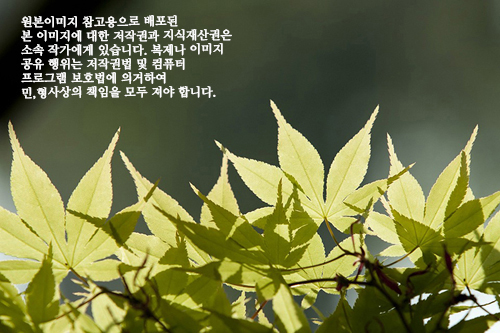 원본이미지 참고용으로 배포된
본 이미지에 대한 저작권과 지식재산권은
소속 작가에게 있습니다. 복제나 이미지
공유 행위는 저작권법 및 컴퓨터
프로그램 보호법에 의거하여
민,형사상의 책임을 모두 져야 합니다.